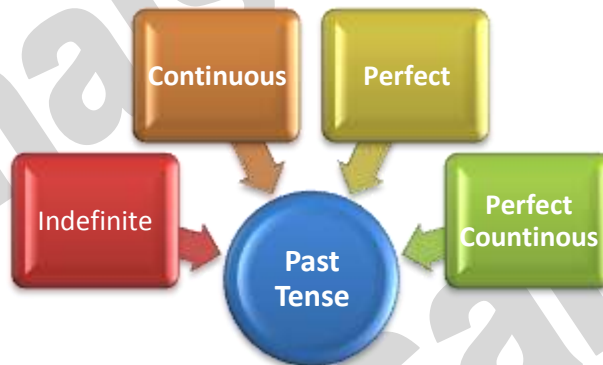 Continuous
Perfect
Indefinite
Perfect
Countinous
Past
Tense